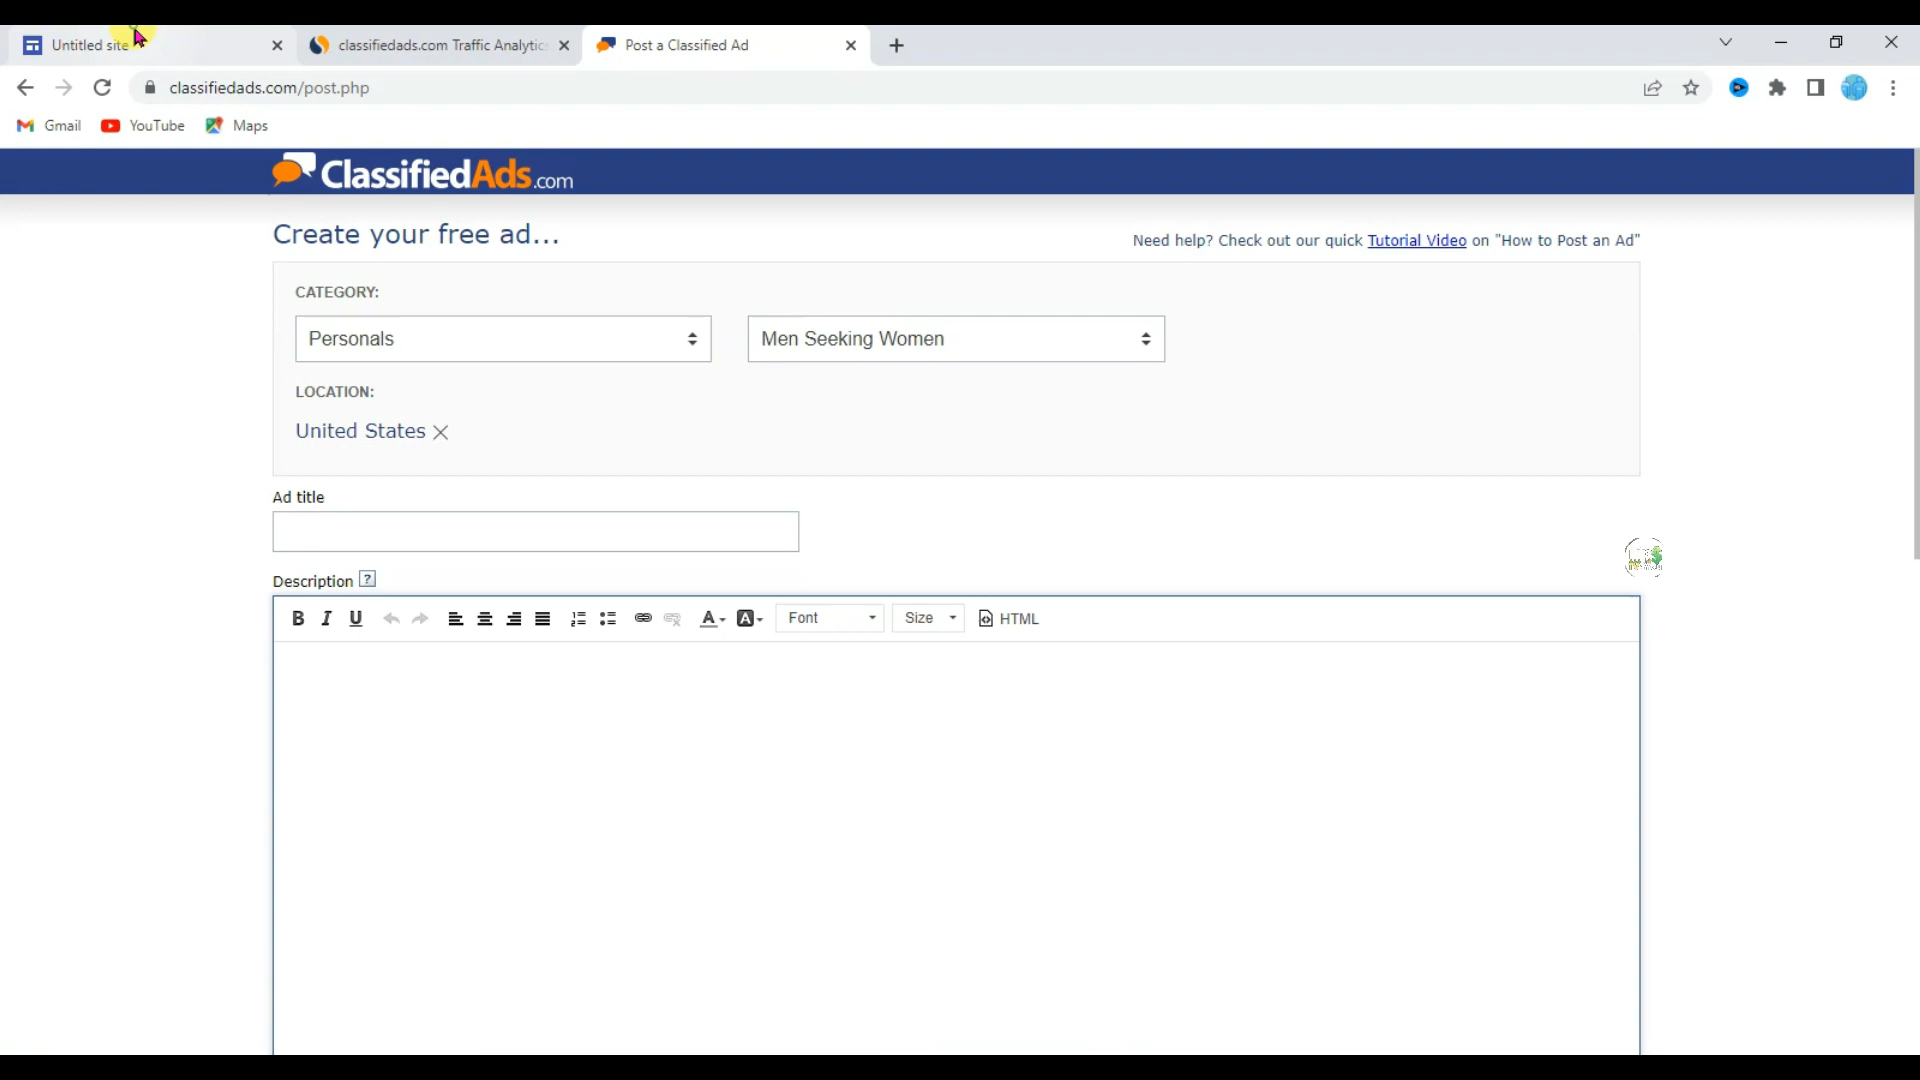 Untitled site
classifiedads.com Traffic Analytic
Post a Classified Ad
classifiedads.com/post.php
Gmail
YouTube
Maps
ClassifiedAds.com
Create your free ad...
Need help? Check out our quick Tutorial Video on "How to Post an Ad"
CATEGORY:
Personals
Men Seeking Women
LOCATION:
United States
Ad title
Description ?
B I U A A Font Size HTML